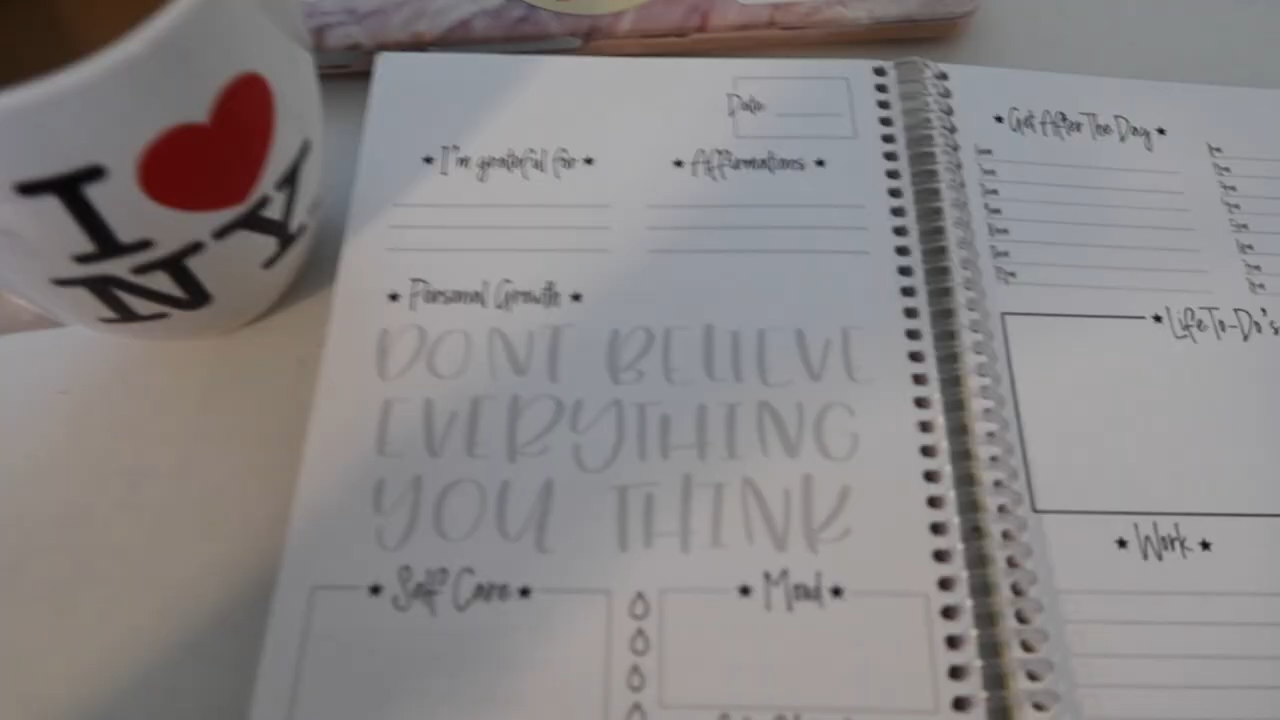 I ❤ NY
Date
★ I'm grateful for ★
★ Affirmations ★
★ Personal Growth ★
DONT BELIEVE
EVERYTHING
YOU THINK
★ Self Care ★
★ Mood ★
★ Get After The Day ★
★ Life To-Do's
★ Work ★